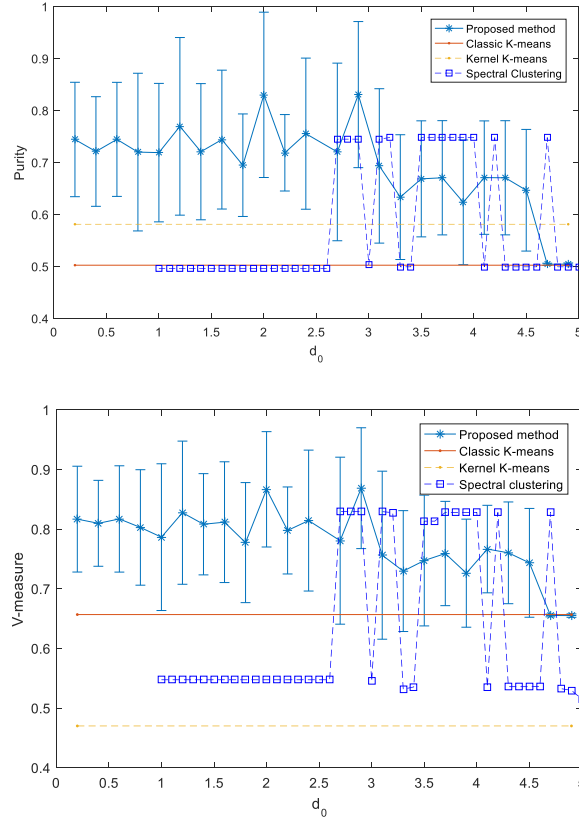 1
0.9
0.8
0.7
0.6
0.5
0.4
Purity
0 0.5 1 1.5 2 2.5 3 3.5 4 4.5 5
d0
Proposed method
Classic K-means
Kernel K-means
Spectral Clustering
1
0.9
0.8
0.7
0.6
0.5
0.4
V-measure
0 0.5 1 1.5 2 2.5 3 3.5 4 4.5 5
d0
Proposed method
Classic K-means
Kernel K-means
Spectral clustering